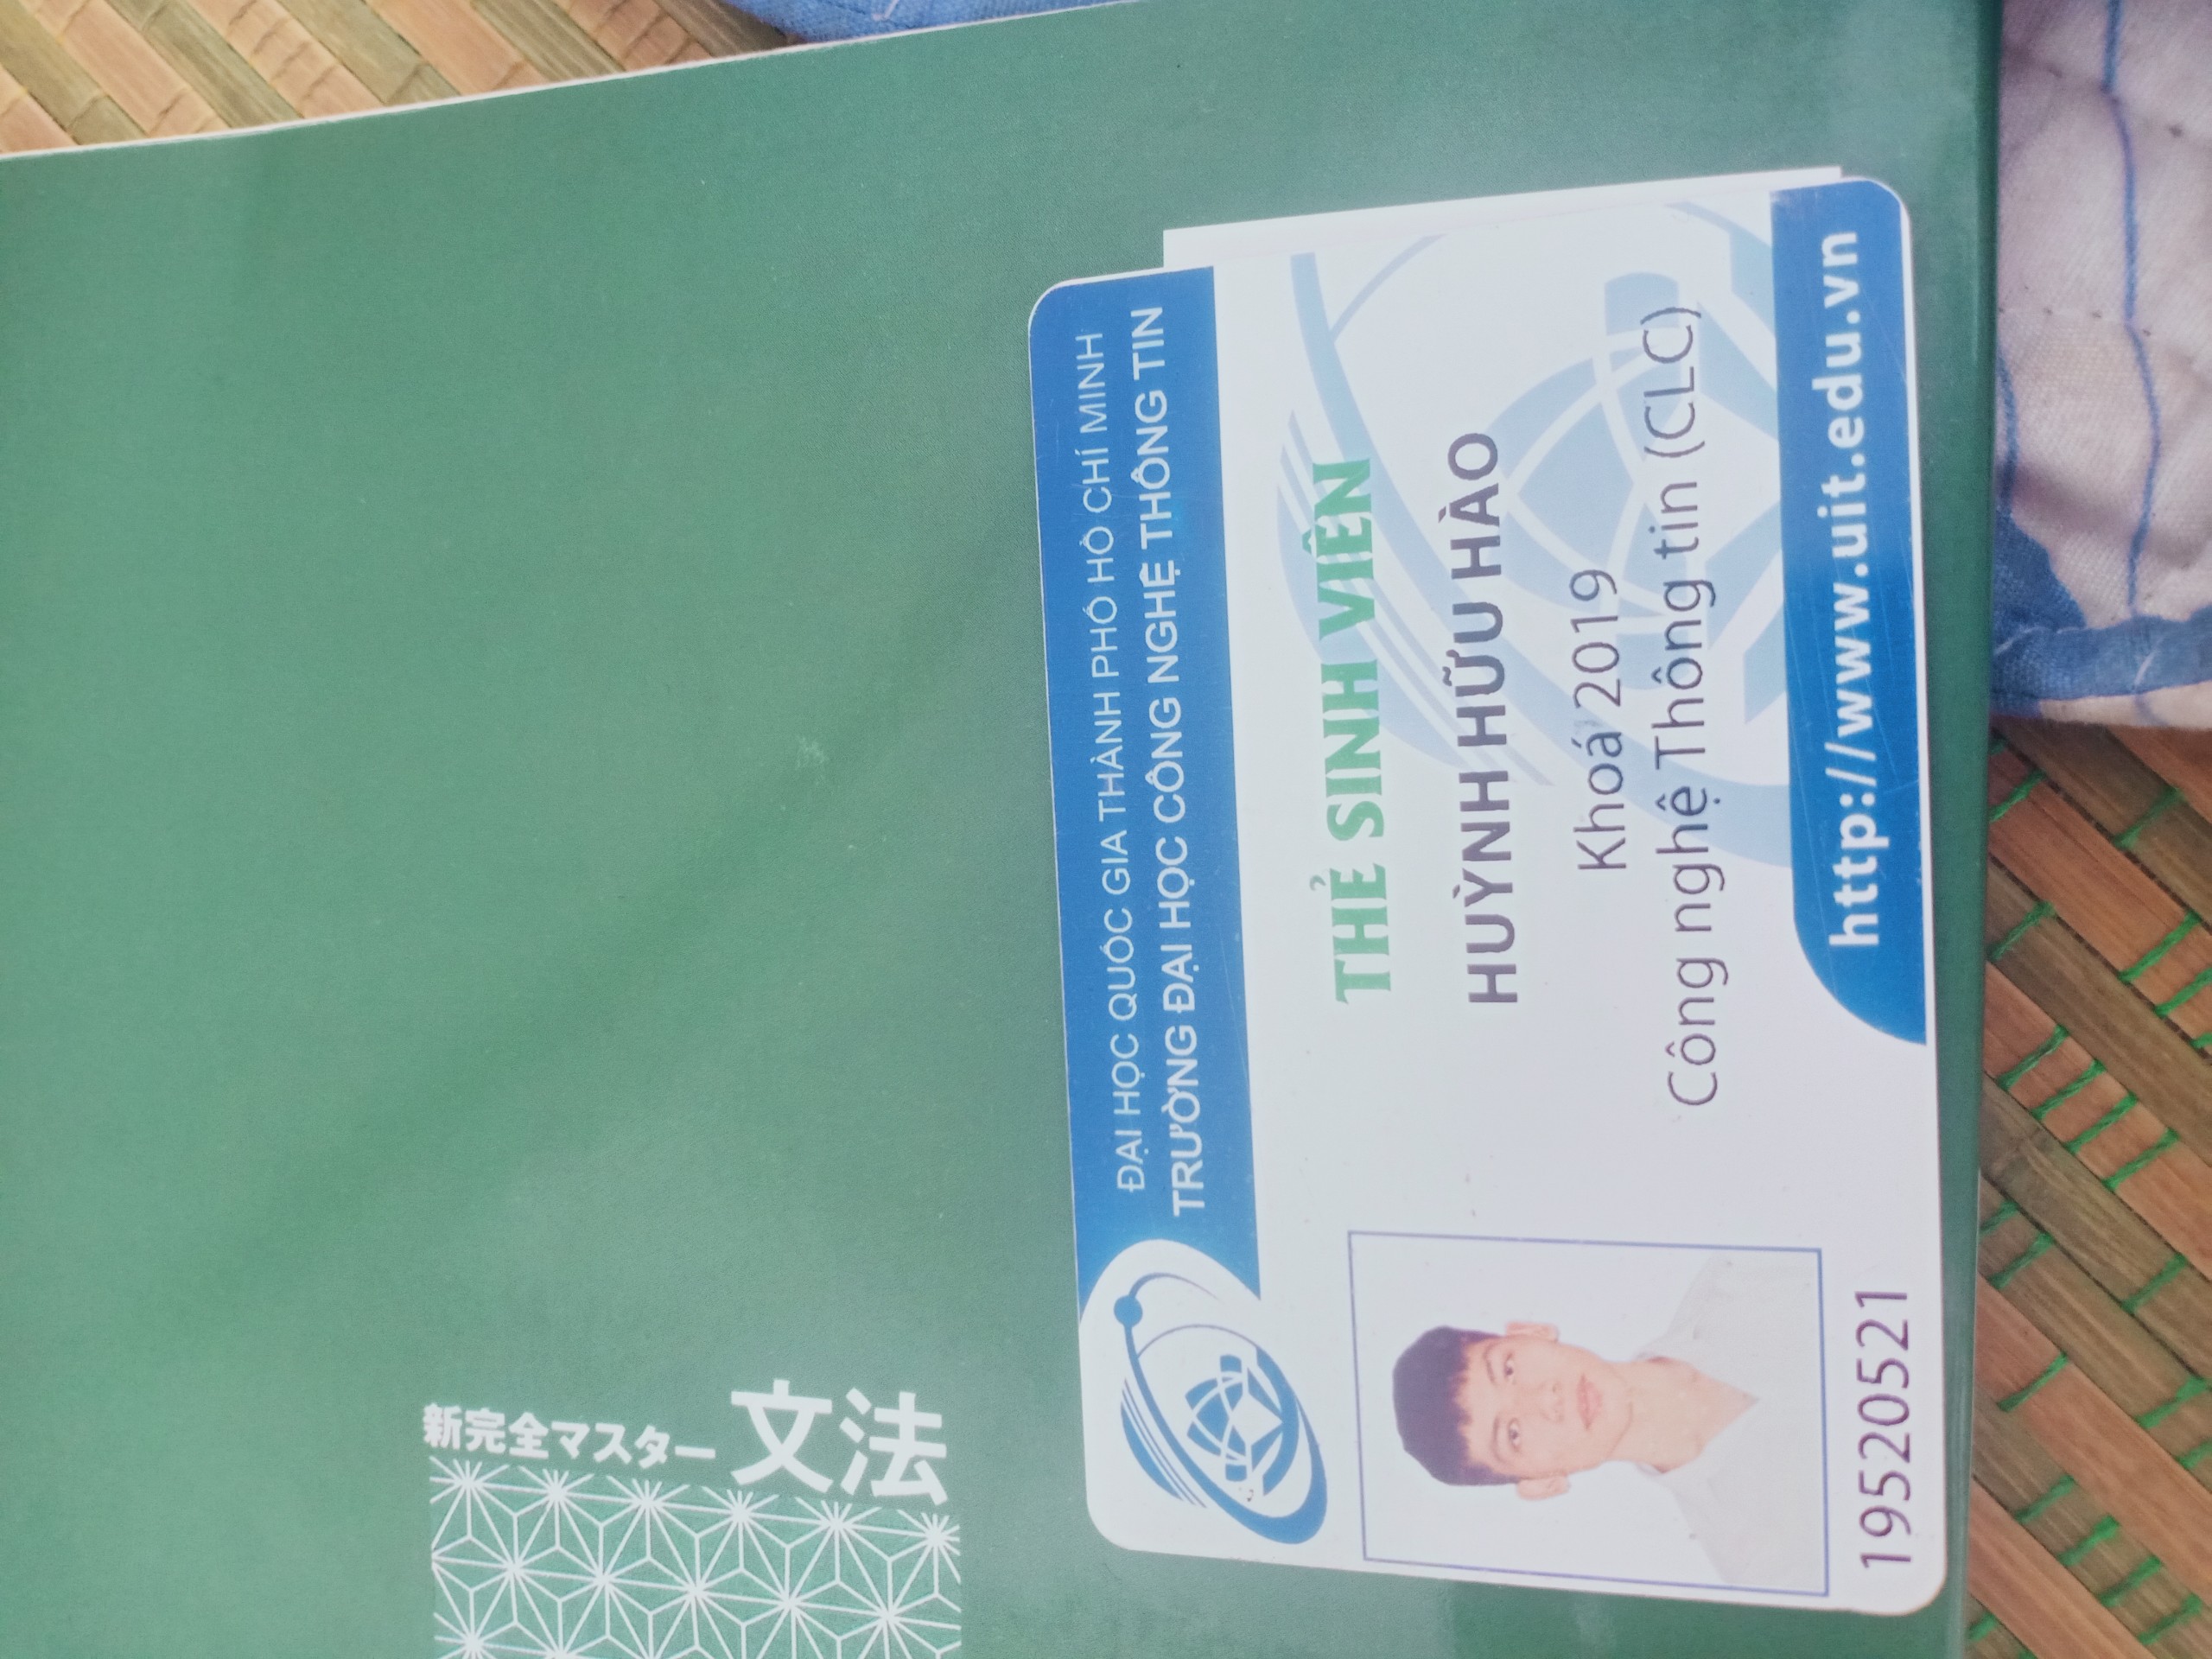 ĐẠI HỌC QUỐC GIA THÀNH PHỐ HỒ CHÍ MINH
TRƯỜNG ĐẠI HỌC CÔNG NGHỆ THÔNG TIN
THẺ SINH VIÊN
HUỲNH HỮU HÀO
Khoá 2019
Công nghệ Thông tin (CLC)
19520521
http://www.uit.edu.vn
新完全マスター
文法